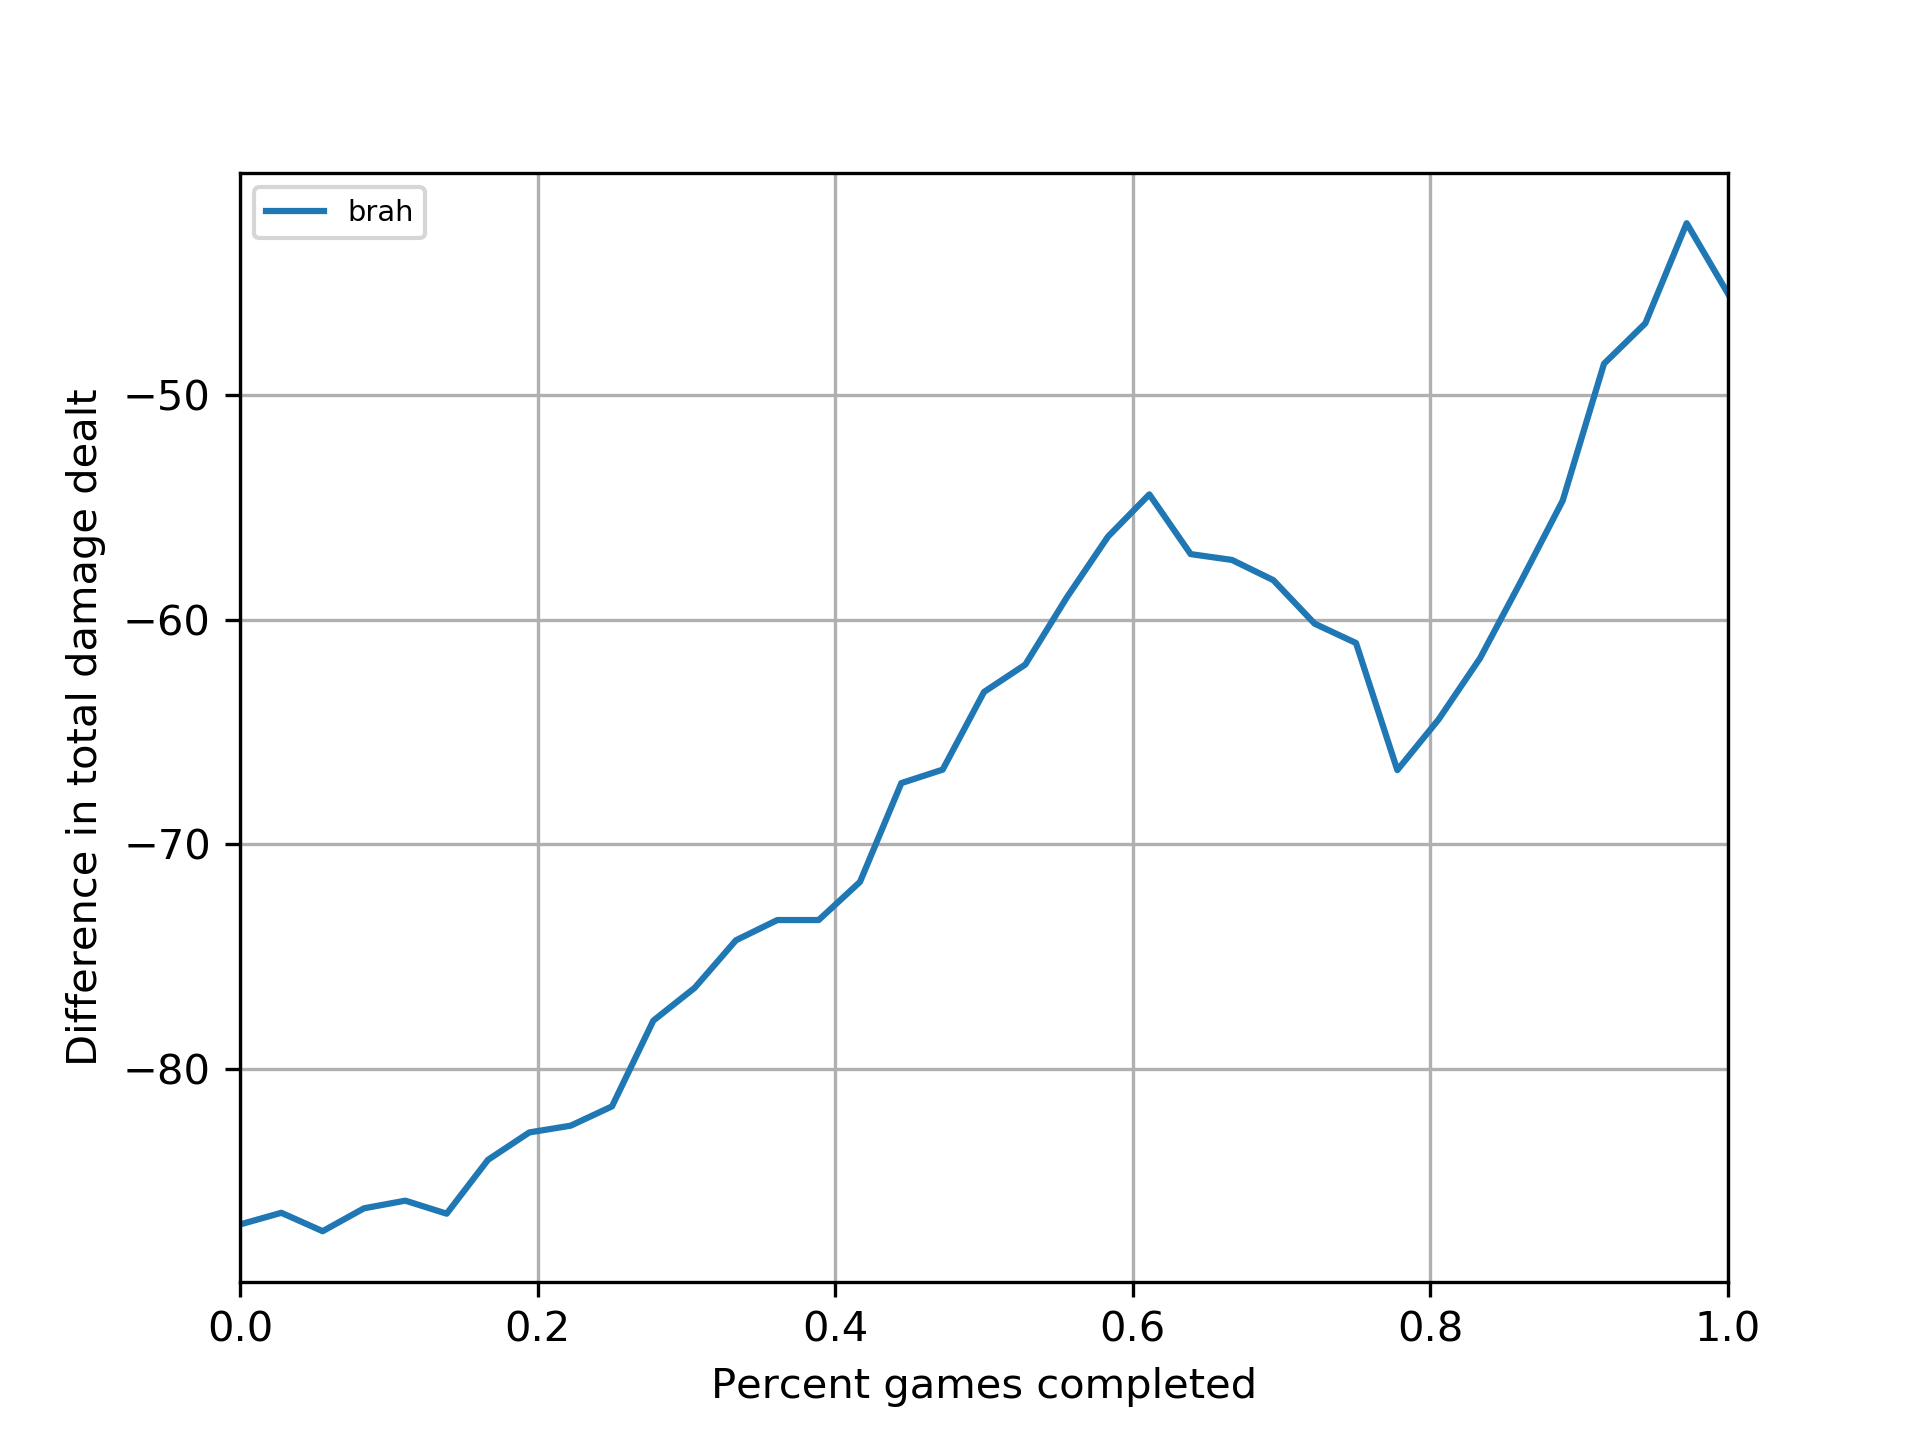 brah
Difference in total damage dealt
−50
−60
−70
−80
0.0 0.2 0.4 0.6 0.8 1.0
Percent games completed